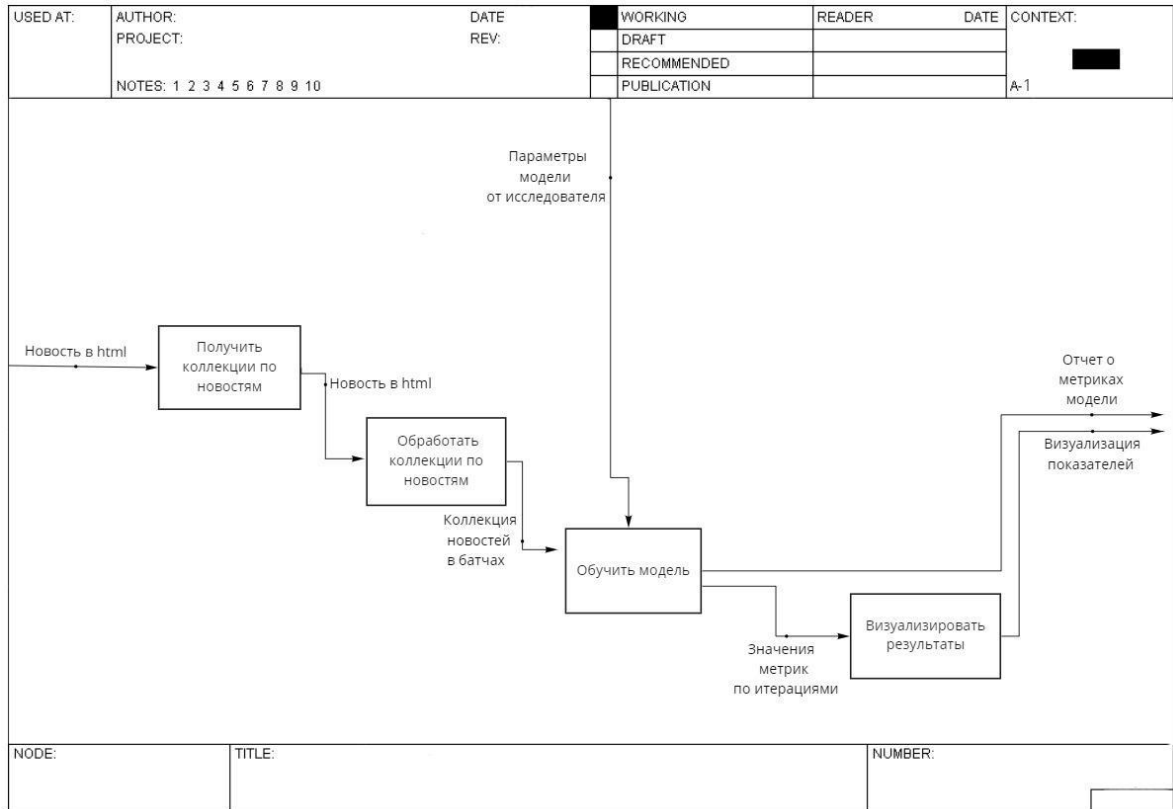 USED AT:
AUTHOR:
DATE
PROJECT:
REV:
NOTES: 1 2 3 4 5 6 7 8 9 10
WORKING
DRAFT
RECOMMENDED
PUBLICATION
READER
DATE
CONTEXT:
A-1
Параметры
модели
от исследователя
Новость в html
Получить
коллекции по
новостям
Новость в html
Обработать
коллекции по
новостям
Коллекция
новостей
в батчах
Обучить модель
Отчет о
метриках
модели
Визуализация
показателей
Значения
метрик
по итерациями
Визуализировать
результаты
NODE:
TITLE:
NUMBER: